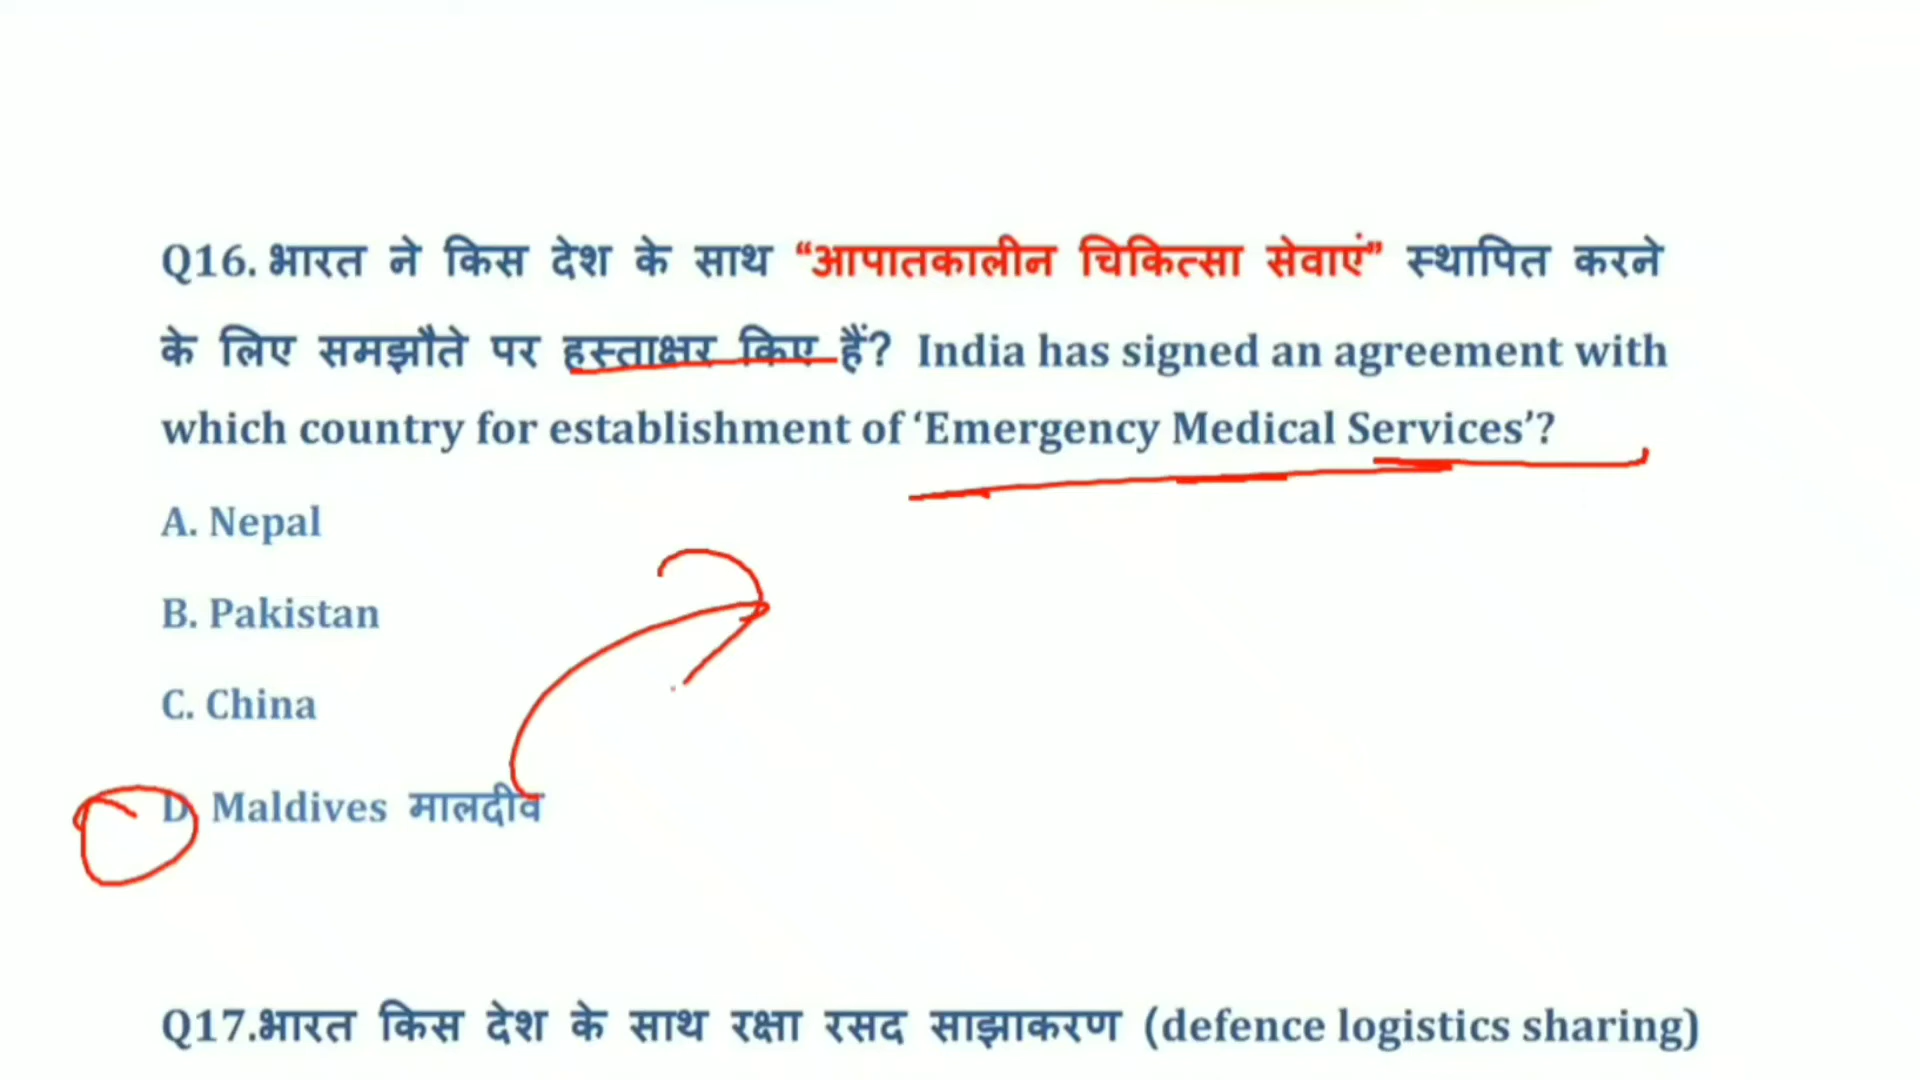 Q16. भारत ने किस देश के साथ “आपातकालीन चिकित्सा सेवाएं” स्थापित करने
के लिए समझौते पर हस्ताक्षर किए हैं? India has signed an agreement with
which country for establishment of ‘Emergency Medical Services’?
A. Nepal
B. Pakistan
C. China
D. Maldives मालदीव
Q17.भारत किस देश के साथ रक्षा रसद साझाकरण (defence logistics sharing)